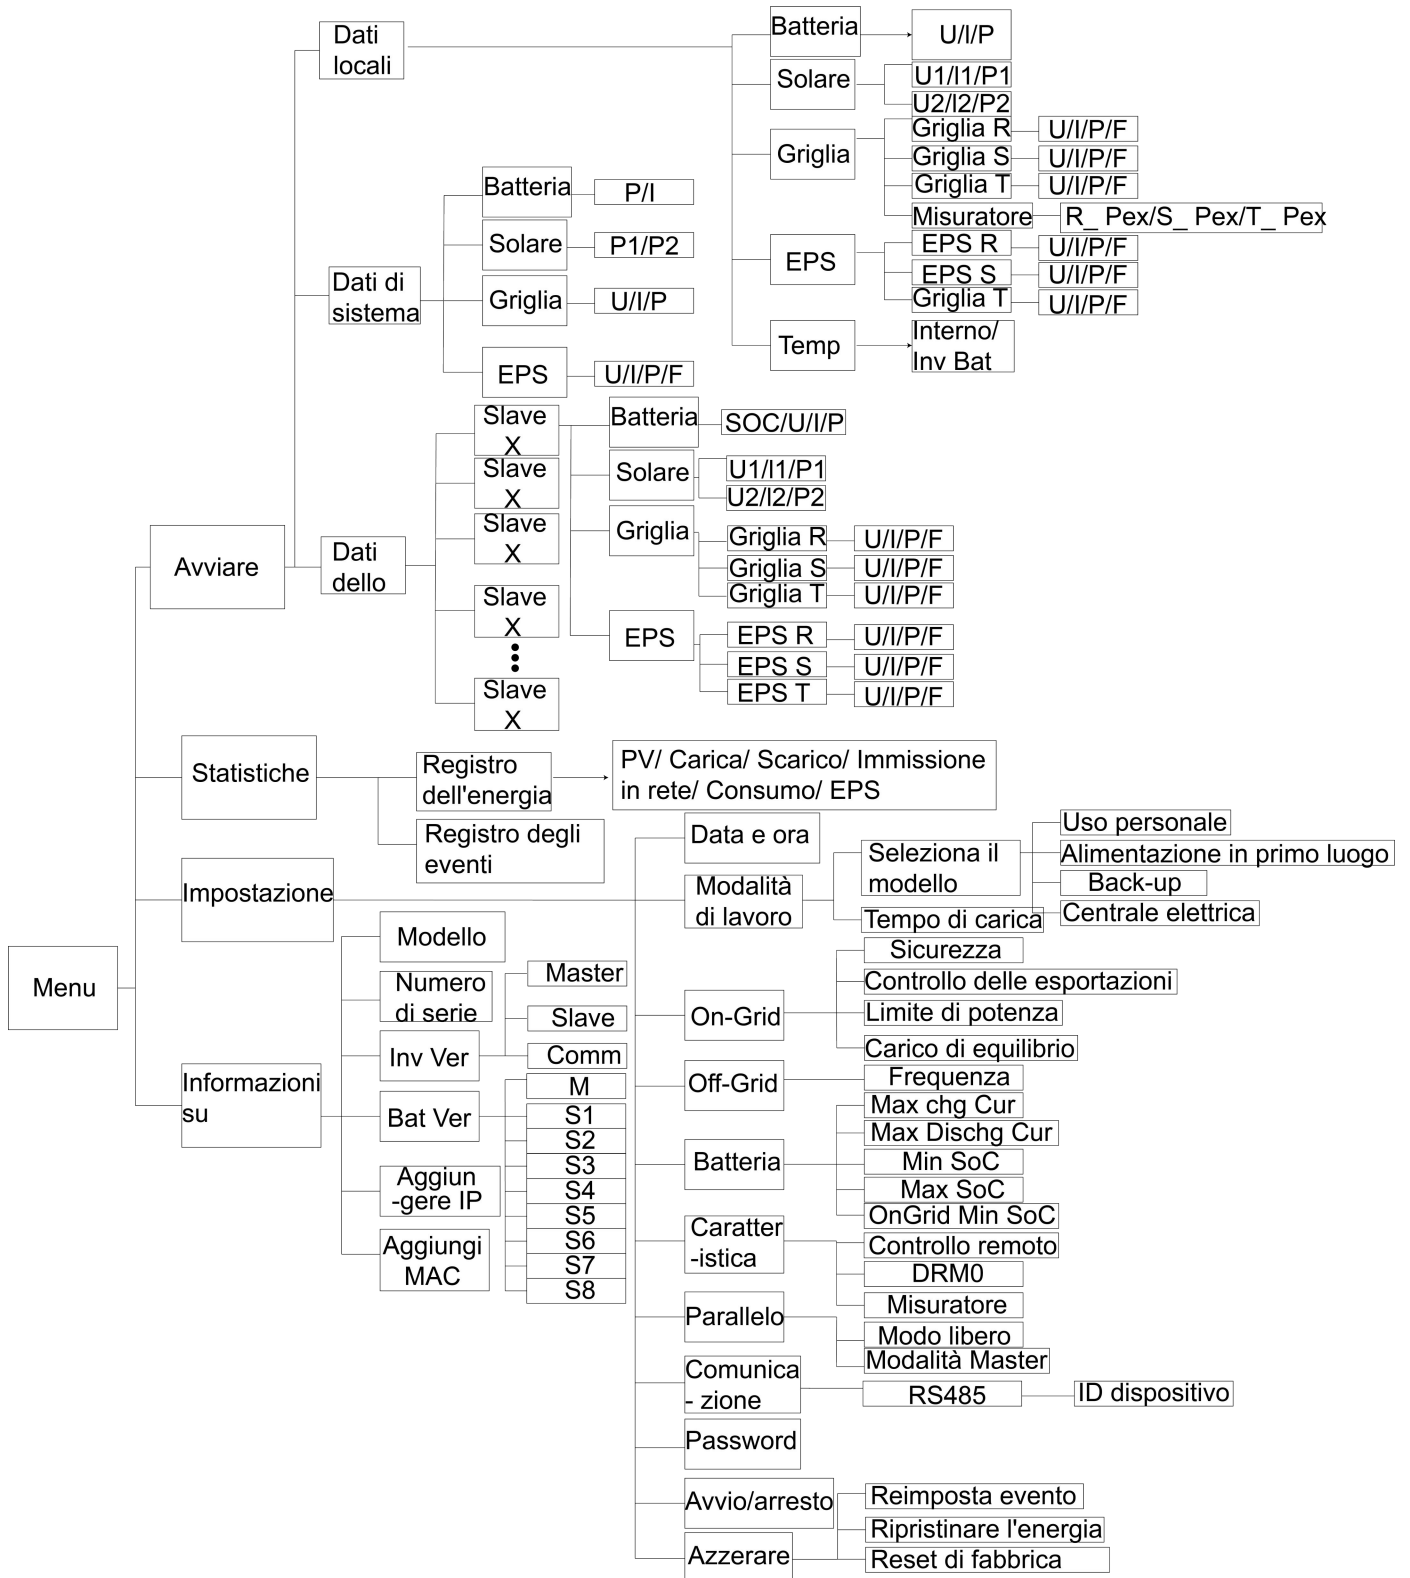 Menu
Avviare
Dati
locali
Batteria
U/I/P
Solare
U1/I1/P1
U2/I2/P2
Griglia
Griglia R
U/I/P/F
Griglia S
U/I/P/F
Griglia T
U/I/P/F
Misuratore
R_ Pex/S_ Pex/T_ Pex
EPS
EPS R
U/I/P/F
EPS S
U/I/P/F
Griglia T
U/I/P/F
Temp
Interno/
Inv Bat
Dati di
sistema
Batteria
P/I
Solare
P1/P2
Griglia
U/I/P
EPS
U/I/P/F
Dati
dello
Slave
X
Slave
X
Slave
X
Slave
X
Slave
X
Batteria
SOC/U/I/P
Solare
U1/I1/P1
U2/I2/P2
Griglia
Griglia R
U/I/P/F
Griglia S
U/I/P/F
Griglia T
U/I/P/F
EPS
EPS R
U/I/P/F
EPS S
U/I/P/F
EPS T
U/I/P/F
Statistiche
Registro
dell'energia
PV/ Carica/ Scarico/ Immissione
in rete/ Consumo/ EPS
Registro degli
eventi
Impostazione
Data e ora
Modalità
di lavoro
Seleziona il
modello
Uso personale
Alimentazione in primo luogo
Back-up
Centrale elettrica
Tempo di carica
On-Grid
Sicurezza
Controllo delle esportazioni
Limite di potenza
Carico di equilibrio
Off-Grid
Frequenza
Batteria
Max chg Cur
Max Dischg Cur
Min SoC
Max SoC
OnGrid Min SoC
Caratter
-istica
Controllo remoto
DRM0
Misuratore
Parallelo
Modo libero
Modalità Master
Comunica
- zione
RS485
ID dispositivo
Password
Avvio/arresto
Azzerare
Reimposta evento
Ripristinare l'energia
Reset di fabbrica
Informazioni
su
Modello
Numero
di serie
Inv Ver
Master
Slave
Comm
Bat Ver
M
S1
S2
S3
S4
S5
S6
S7
S8
Aggiun
-gere IP
Aggiungi
MAC